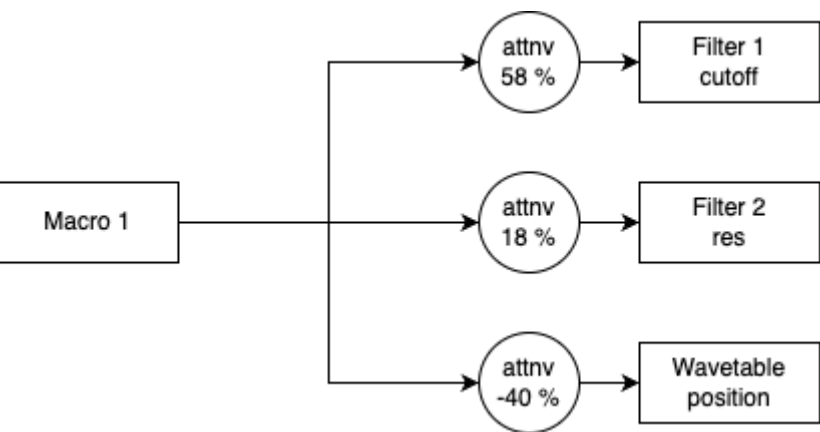 attnv
58 %
Filter 1
cutoff
Macro 1
attnv
18 %
Filter 2
res
attnv
-40 %
Wavetable
position